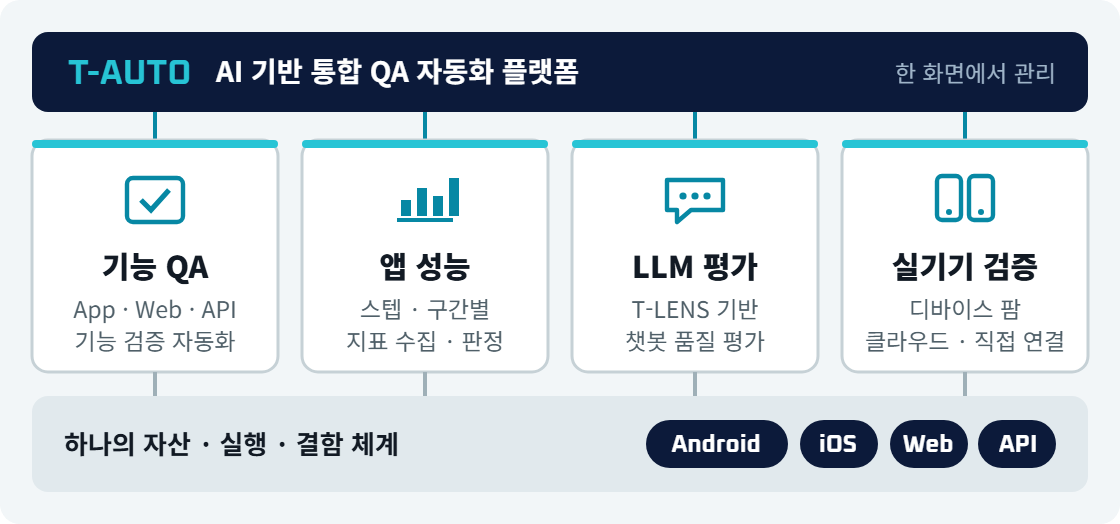 T-AUTO AI 기반 통합 QA 자동화 플랫폼 한 화면에서 관리
기능 QA
App · Web · API
기능 검증 자동화
앱 성능
스텝 · 구간별
지표 수집 · 판정
LLM 평가
T-LENS 기반
챗봇 품질 평가
실기기 검증
디바이스 팜
클라우드 · 직접 연결
하나의 자산 · 실행 · 결함 체계
Android iOS Web API